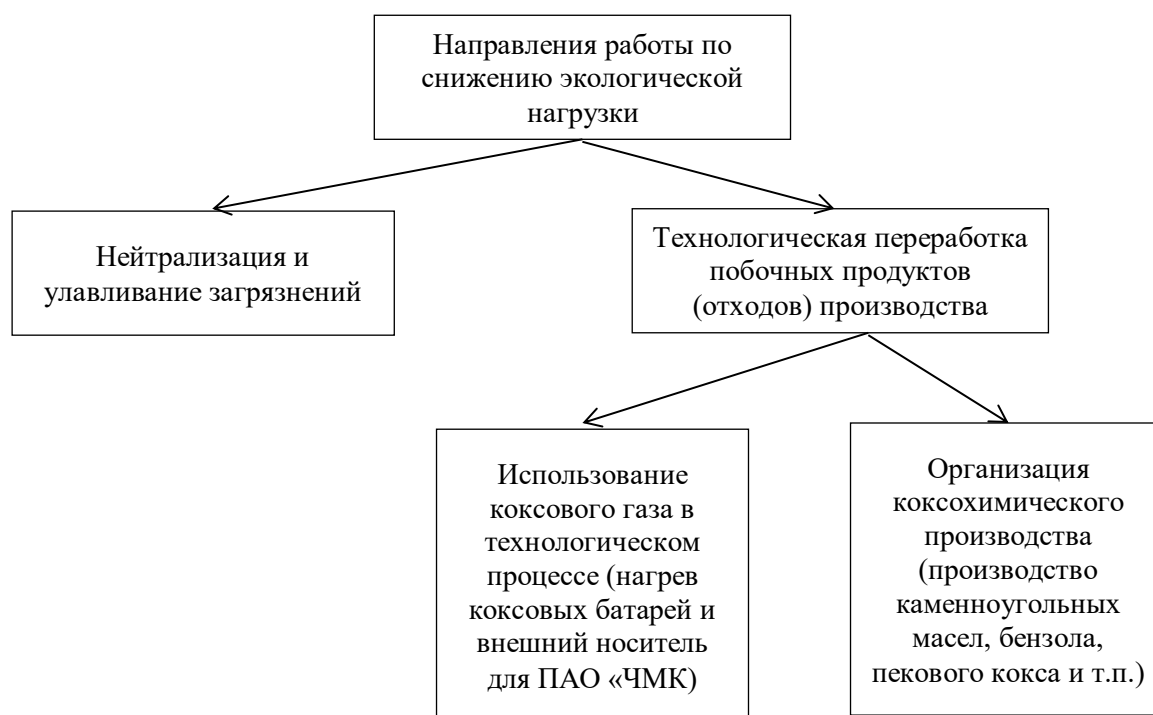 Направления работы по
снижению экологической
нагрузки
Нейтрализация и
улавливание загрязнений
Технологическая переработка
побочных продуктов
(отходов) производства
Использование
коксового газа в
технологическом
процессе (нагрев
коксовых батарей и
внешний носитель
для ПАО «ЧМК)
Организация
коксохимического
производства
(производство
каменноугольных
масел, бензола,
пекового кокса и т.п.)